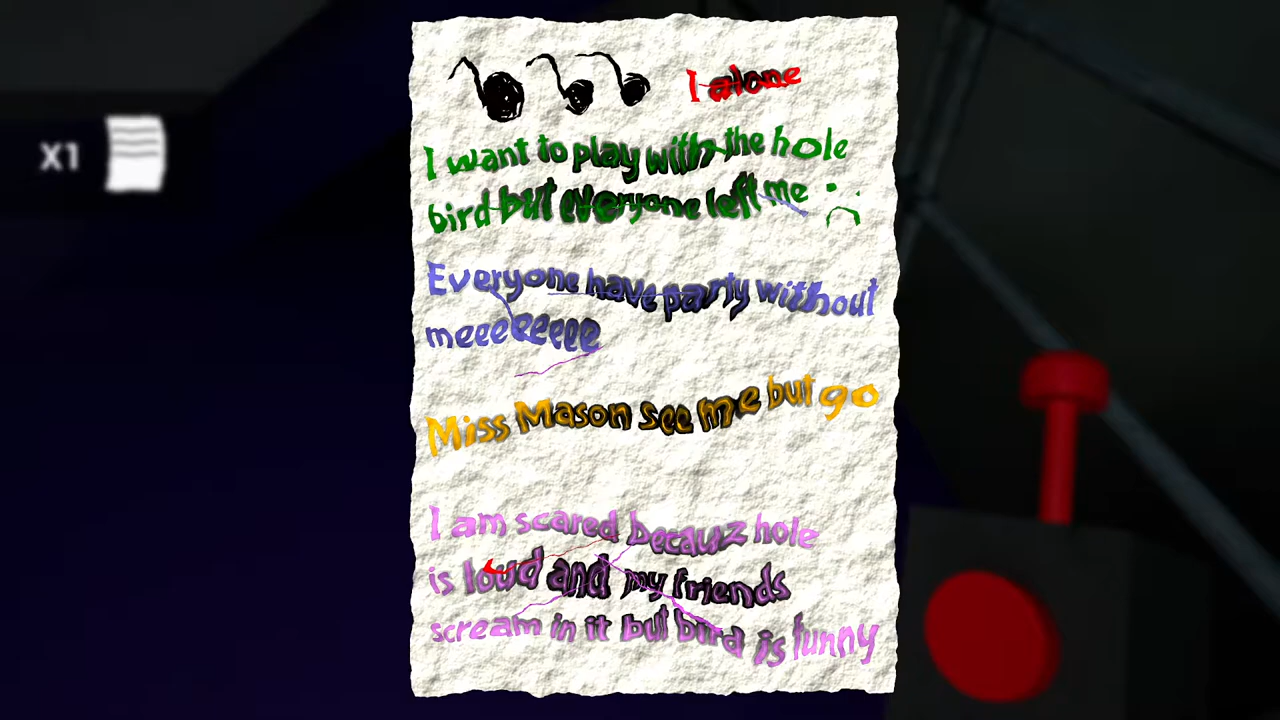 X1
I alone
I want to play with the hole
bird but everyone left me :(
Everyone have party without
meeeeeeee
Miss Mason see me but go
I am scared becauz hole
is loud and my friends
scream in it but bird is funny